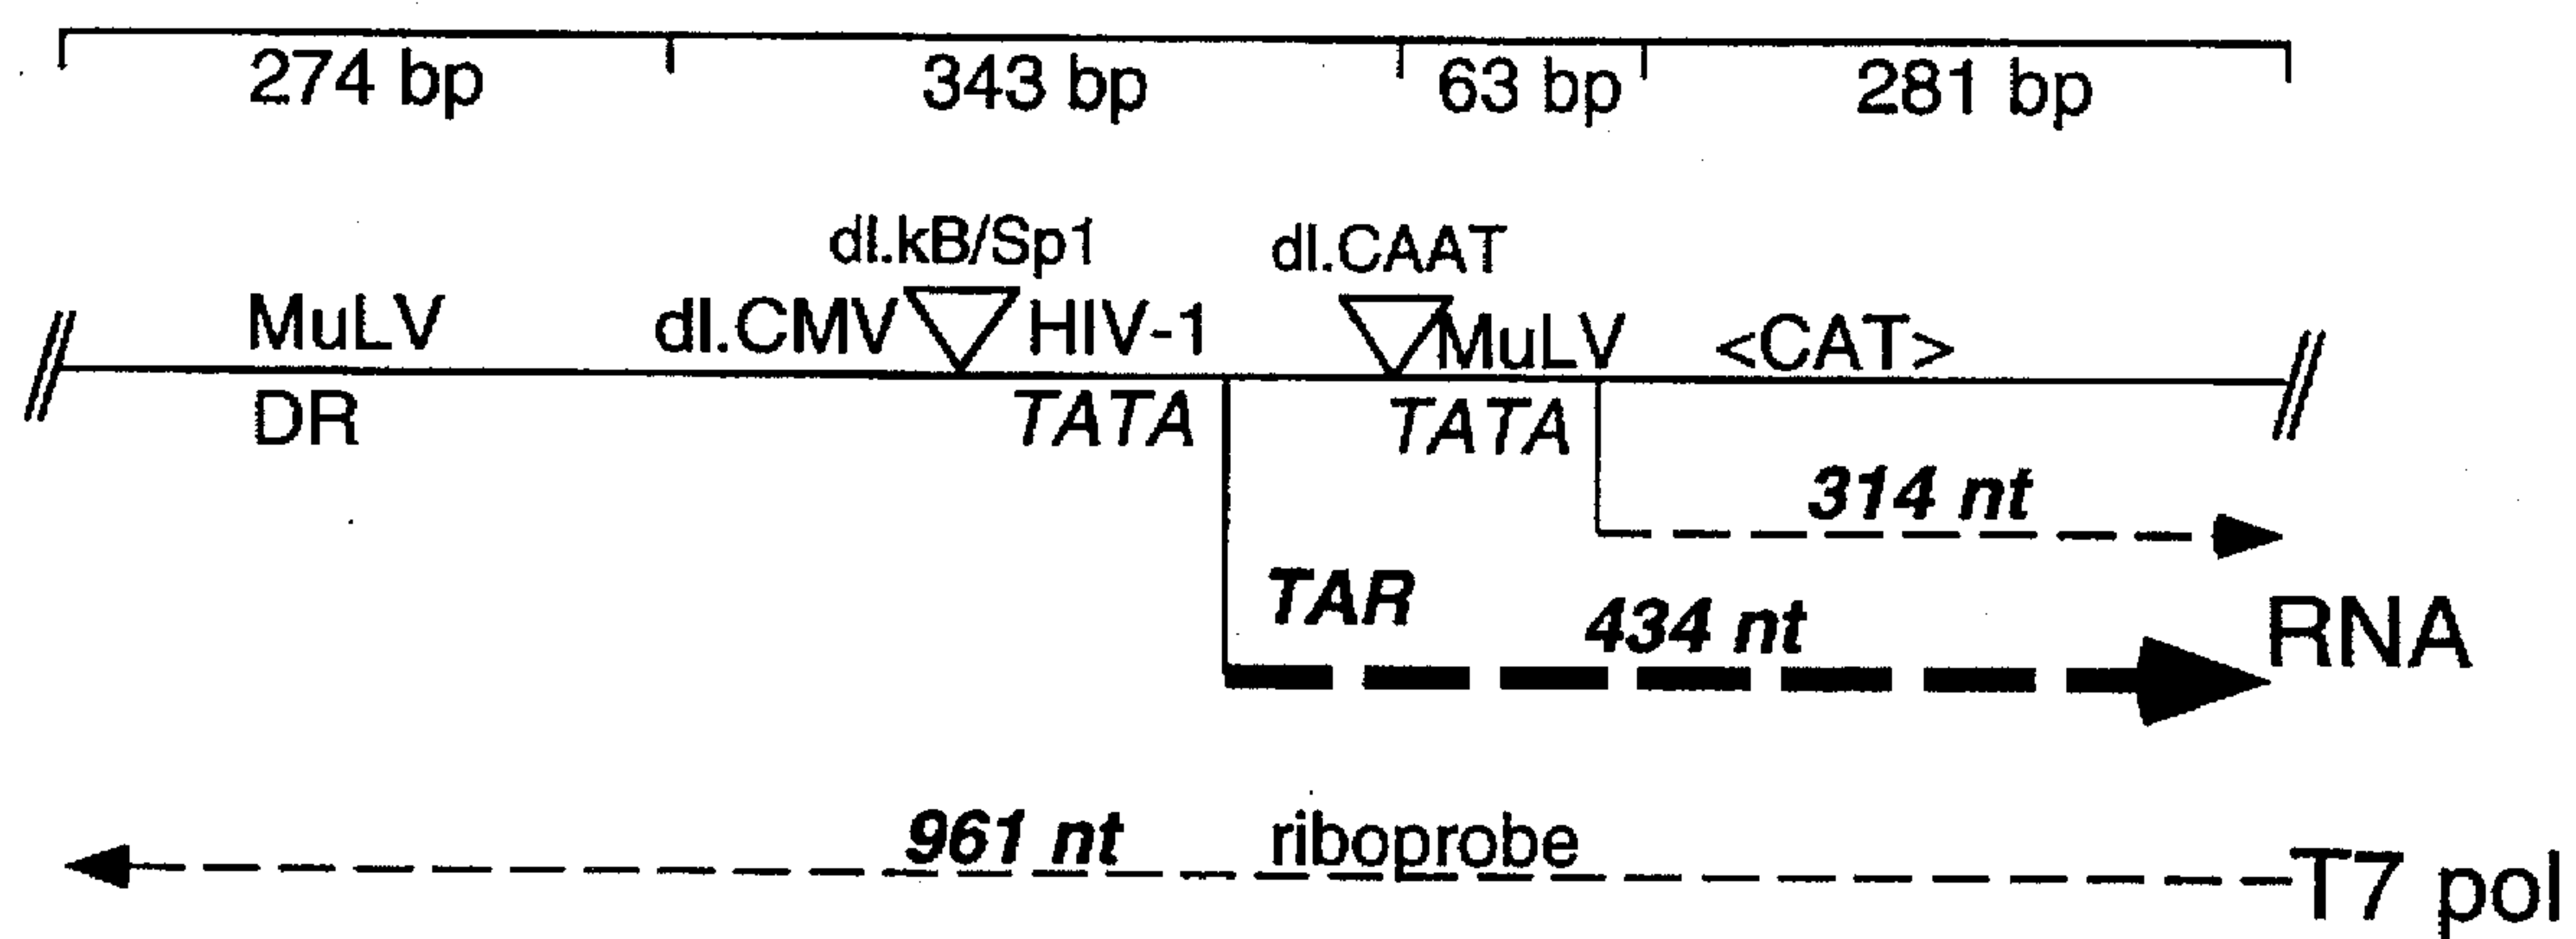 274 bp 343 bp 63 bp 281 bp
dl.kB/Sp1 dl.CAAT
MuLV dl.CMV HIV-1 MuLV <CAT>
DR TATA TATA
314 nt
TAR 434 nt RNA
961 nt riboprobe T7 pol